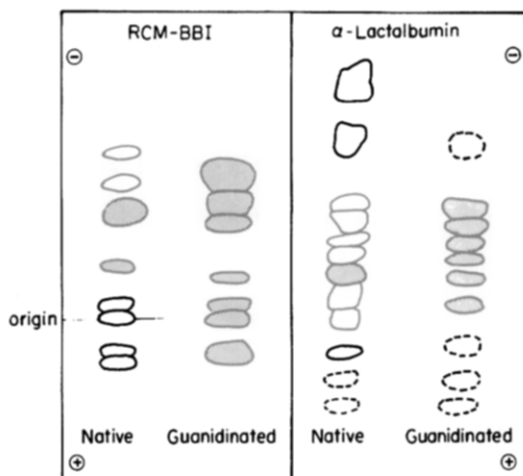 RCM-BBI
α-Lactalbumin
⊖
⊖
origin
Native
Guanidinated
Native
Guanidinated
⊕
⊕